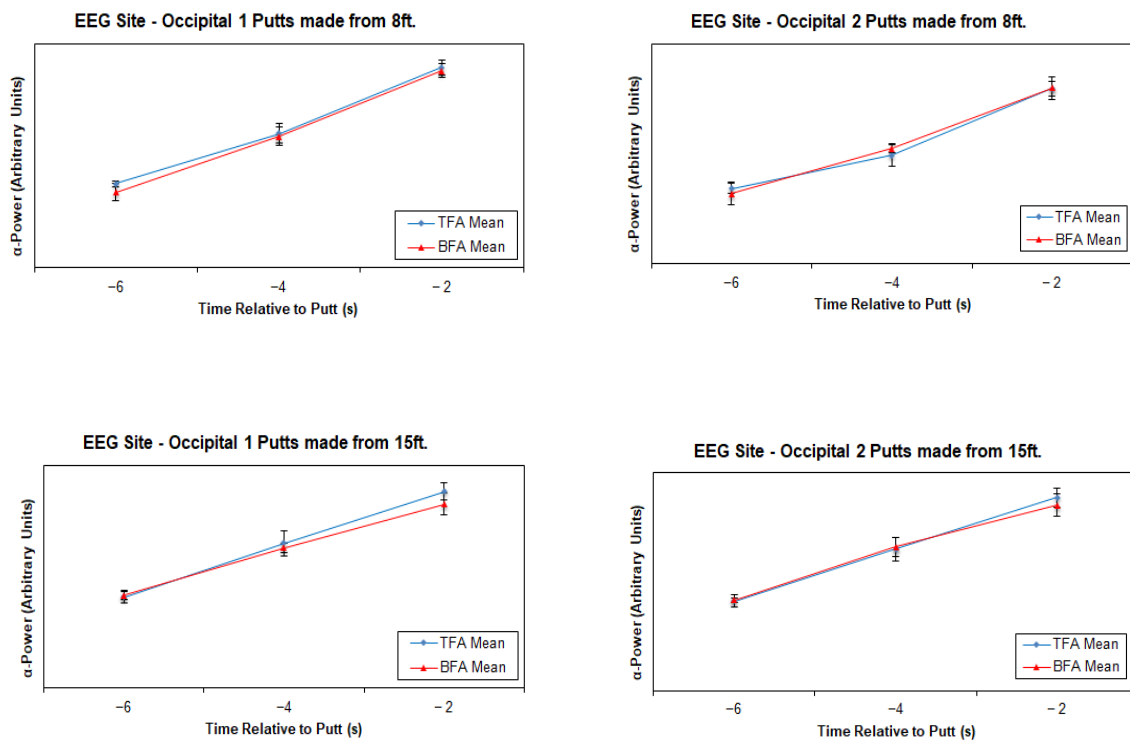 EEG Site - Occipital 1 Putts made from 8ft.
α-Power (Arbitrary Units)
TFA Mean
BFA Mean
−6
−4
− 2
Time Relative to Putt (s)
EEG Site - Occipital 2 Putts made from 8ft.
α-Power (Arbitrary Units)
TFA Mean
BFA Mean
−6
−4
− 2
Time Relative to Putt (s)
EEG Site - Occipital 1 Putts made from 15ft.
α-Power (Arbitrary Units)
TFA Mean
BFA Mean
−6
−4
− 2
Time Relative to Putt (s)
EEG Site - Occipital 2 Putts made from 15ft.
α-Power (Arbitrary Units)
TFA Mean
BFA Mean
−6
−4
− 2
Time Relative to Putt (s)